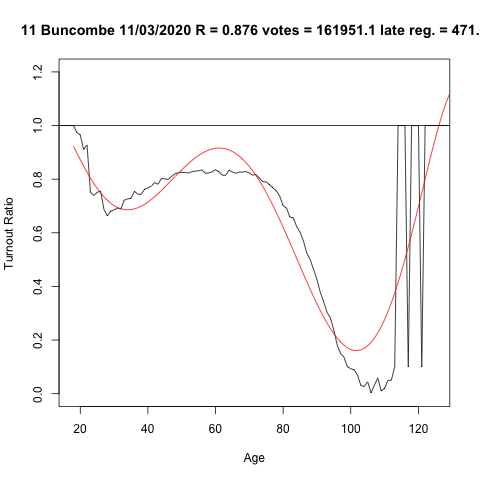 11 Buncombe 11/03/2020 R = 0.876 votes = 161951.1 late reg. = 471.
Turnout Ratio
1.2
1.0
0.8
0.6
0.4
0.2
0.0
20 40 60 80 100 120
Age